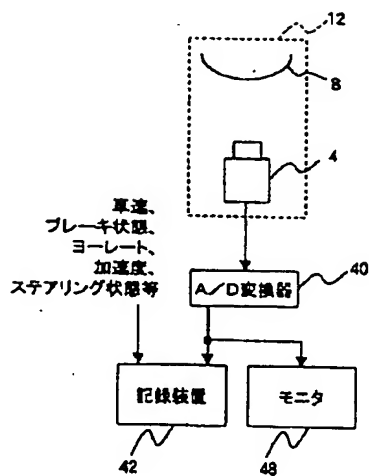 12
8
4
車速、
ブレーキ状態、
ヨーレート、
加速度、
ステアリング状態等
A/D変換器
40
記録装置
モニタ
42
48